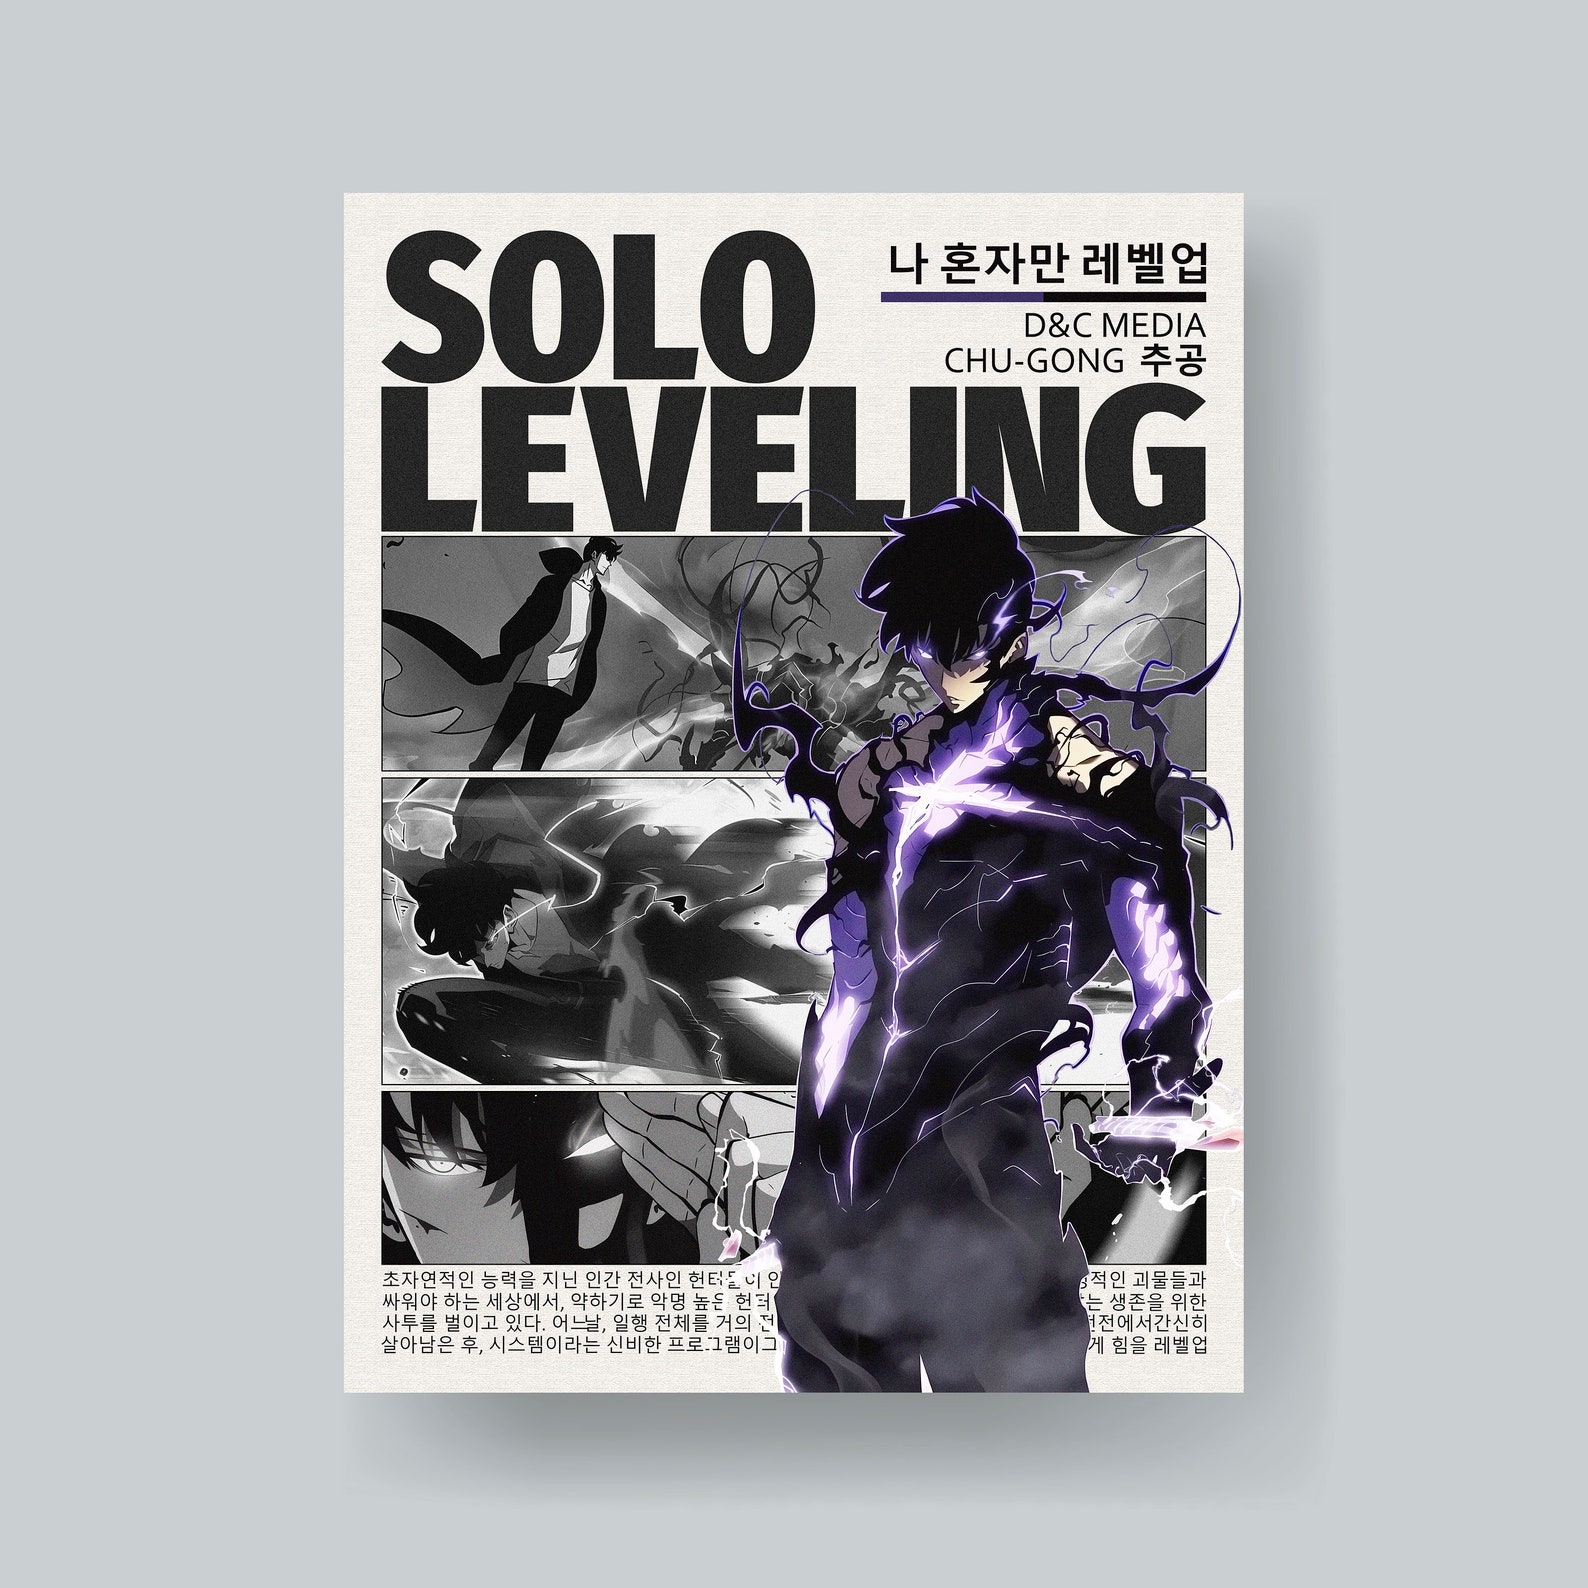 SOLO
LEVELING
나 혼자만 레벨업
D&C MEDIA
CHU-GONG 추공
초자연적인 능력을 지닌 인간 전사인 헌터들이 인
적인 괴물들과
싸워야 하는 세상에서, 약하기로 악명 높은 헌터
는 생존을 위한
사투를 벌이고 있다. 어느날, 일행 전체를 거의 전
던전에서간신히
살아남은 후, 시스템이라는 신비한 프로그램이그
게 힘을 레벨업